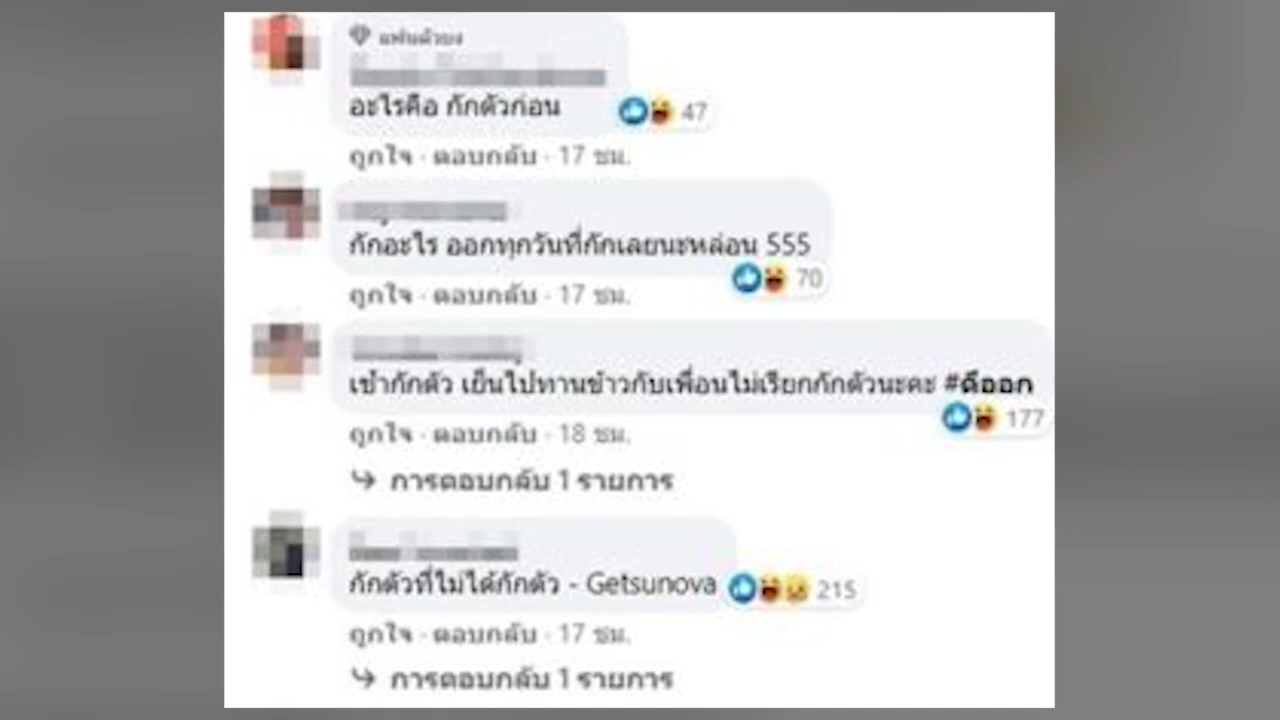 แฟนตัวยง
อะไรคือ กักตัวก่อน
47
ถูกใจ · ตอบกลับ · 17 ชม.
กักอะไร ออกทุกวันที่กักเลยนะหล่อน 555
70
ถูกใจ · ตอบกลับ · 17 ชม.
เช้ากักตัว เย็นไปทานข้าวกับเพื่อนไม่เรียกกักตัวนะคะ #ดีออก
177
ถูกใจ · ตอบกลับ · 18 ชม.
การตอบกลับ 1 รายการ
กักตัวที่ไม่ได้กักตัว - Getsunova
215
ถูกใจ · ตอบกลับ · 17 ชม.
การตอบกลับ 1 รายการ